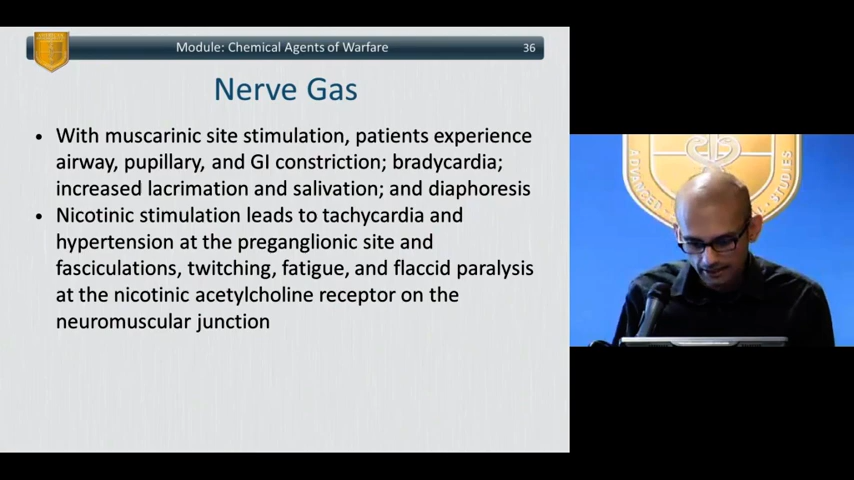 Module: Chemical Agents of Warfare 36
Nerve Gas
• With muscarinic site stimulation, patients experience
airway, pupillary, and GI constriction; bradycardia;
increased lacrimation and salivation; and diaphoresis
• Nicotinic stimulation leads to tachycardia and
hypertension at the preganglionic site and
fasciculations, twitching, fatigue, and flaccid paralysis
at the nicotinic acetylcholine receptor on the
neuromuscular junction
ADVANCED
STUDIES